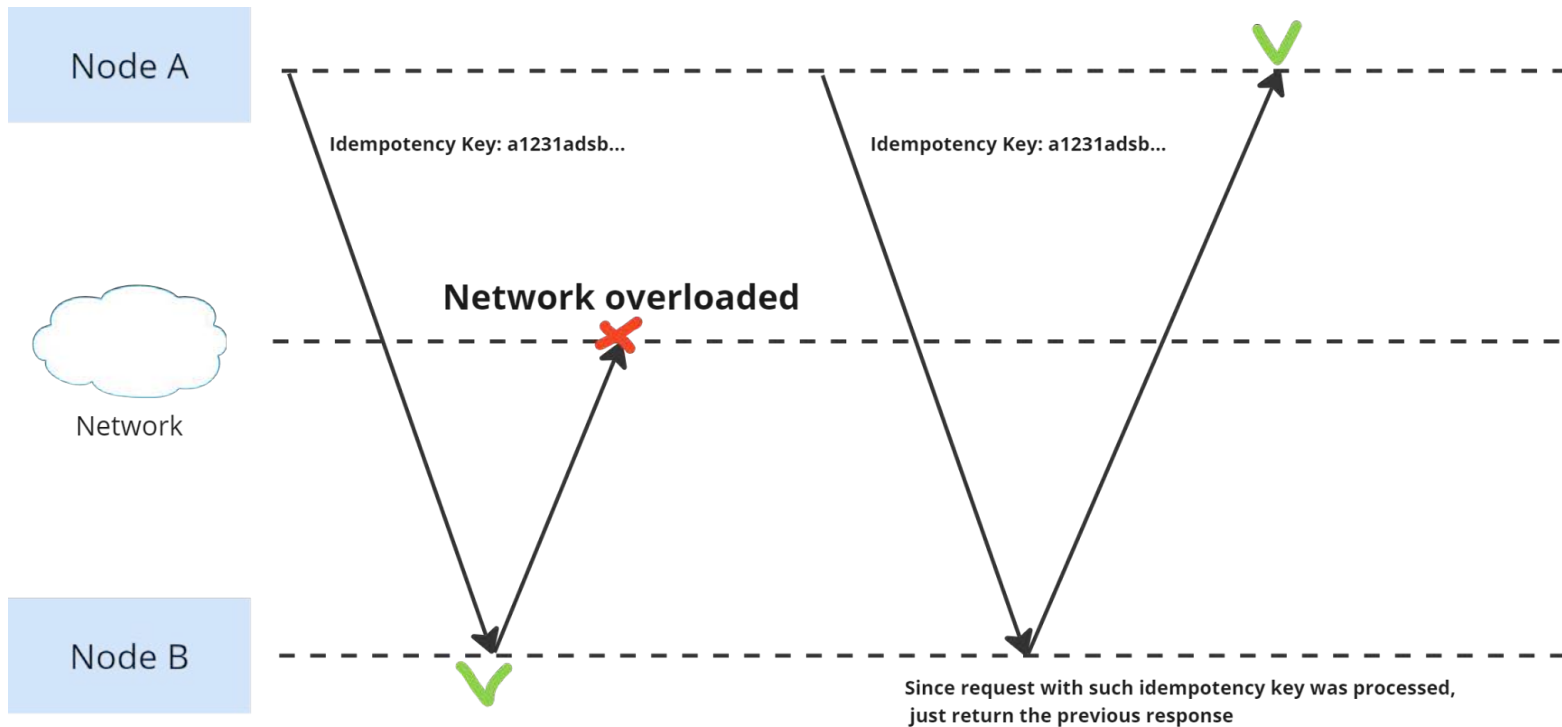 Node A
Idempotency Key: a1231adsb...
Idempotency Key: a1231adsb...
Network overloaded
Network
Node B
Since request with such idempotency key was processed,
just return the previous response